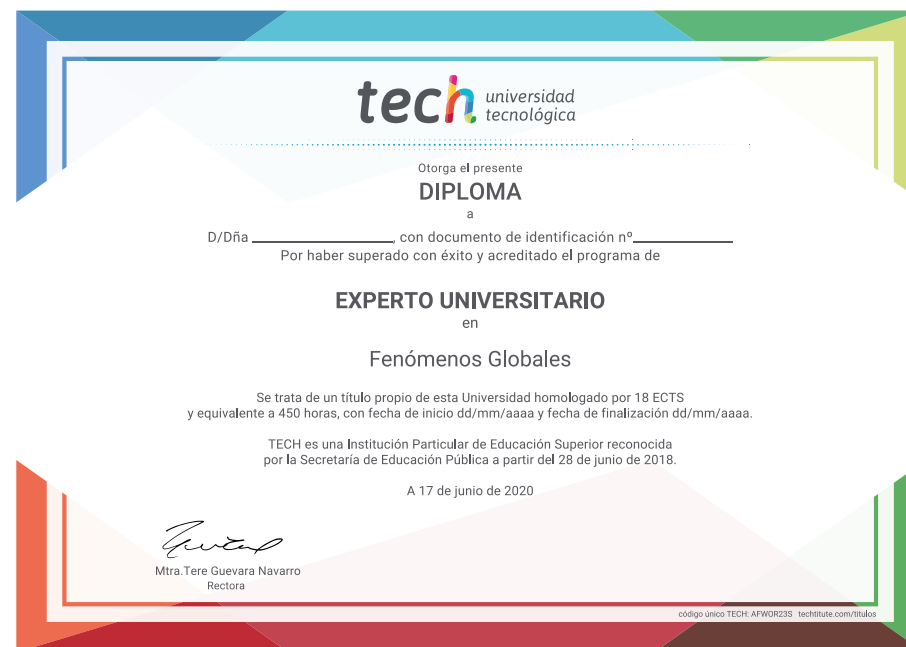 tech universidad
tecnológica
Otorga el presente
DIPLOMA
a
D/Dña ____________________, con documento de identificación nº______________
Por haber superado con éxito y acreditado el programa de
EXPERTO UNIVERSITARIO
en
Fenómenos Globales
Se trata de un título propio de esta Universidad homologado por 18 ECTS
y equivalente a 450 horas, con fecha de inicio dd/mm/aaaa y fecha de finalización dd/mm/aaaa.
TECH es una Institución Particular de Educación Superior reconocida
por la Secretaría de Educación Pública a partir del 28 de junio de 2018.
A 17 de junio de 2020
Mtra.Tere Guevara Navarro
Rectora
código único TECH: AFWOR23S techtitute.com/titulos